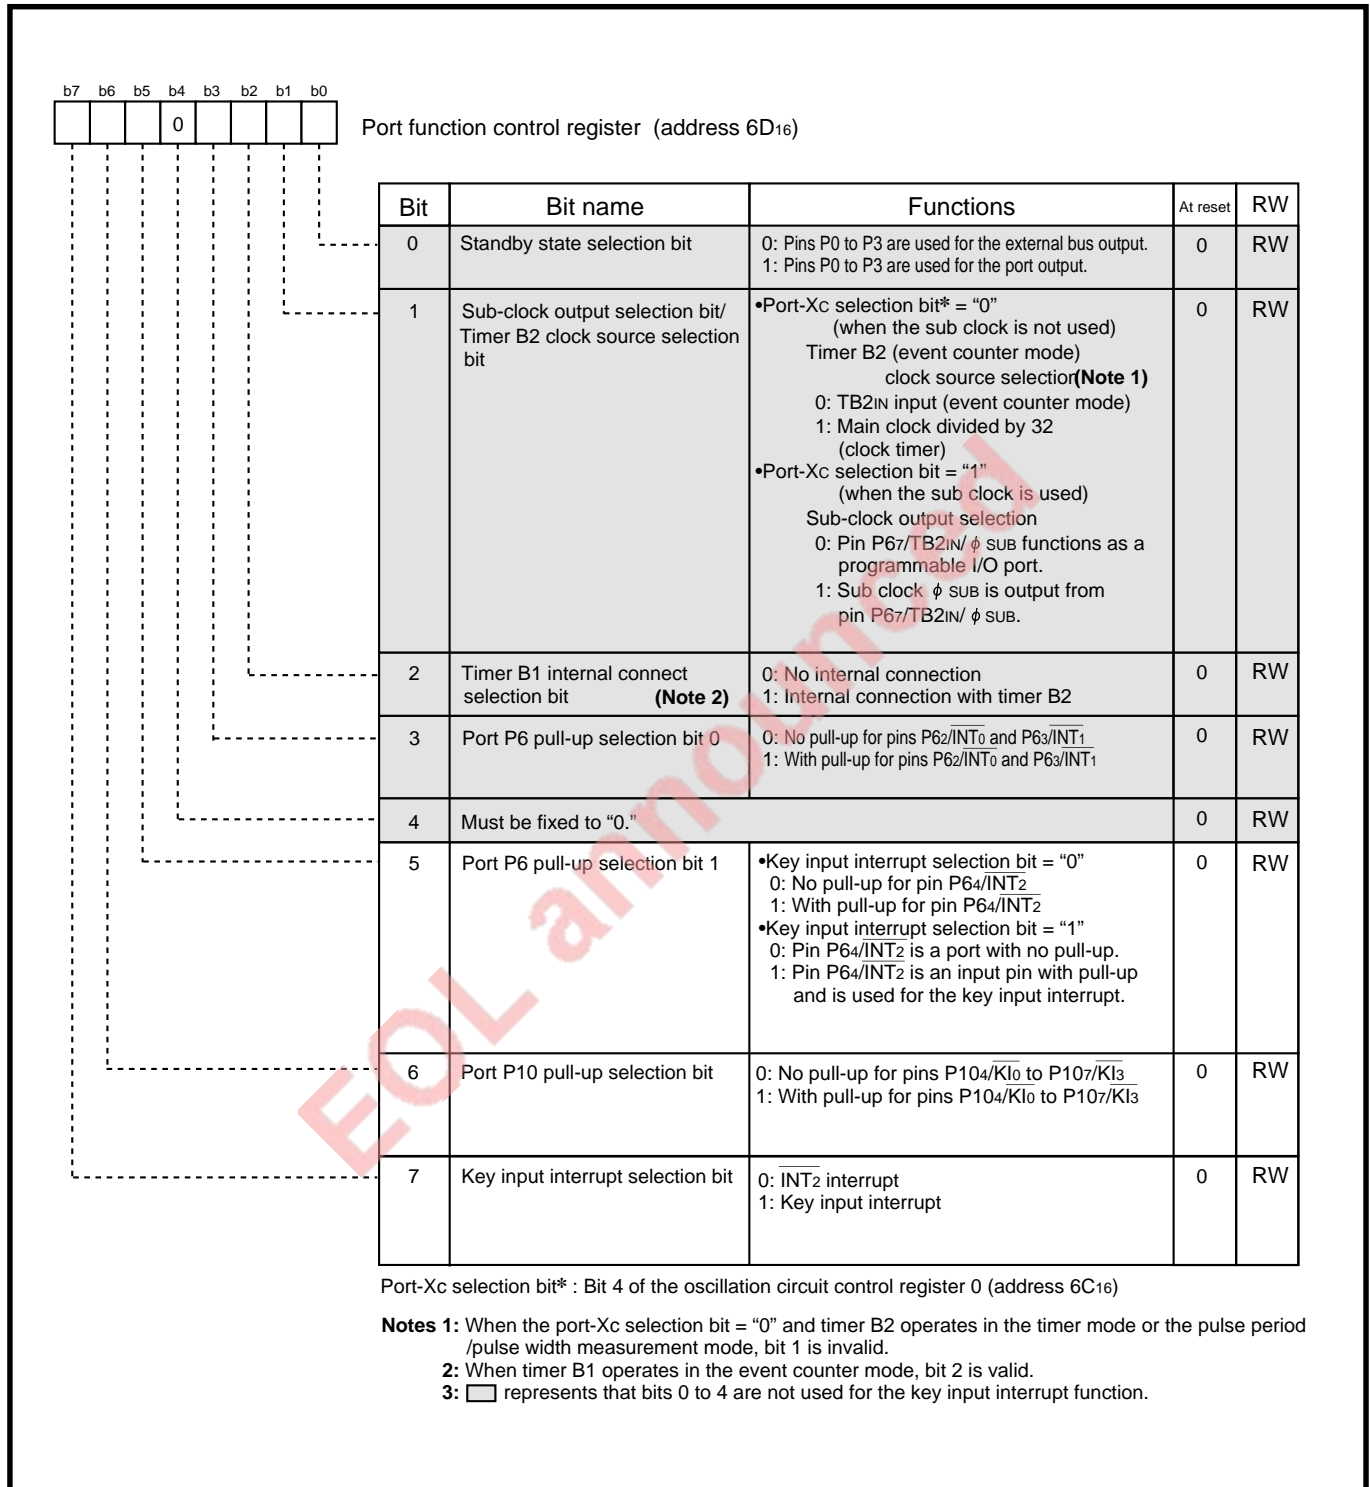 b7 b6 b5 b4 b3 b2 b1 b0
0
Port function control register (address 6D16)
Bit Bit name Functions At reset RW
0 Standby state selection bit 0: Pins P0 to P3 are used for the external bus output. 0 RW
1: Pins P0 to P3 are used for the port output.
1 Sub-clock output selection bit/ •Port-XC selection bit* = “0” 0 RW
Timer B2 clock source selection (when the sub clock is not used)
bit Timer B2 (event counter mode)
clock source selection(Note 1)
0: TB2IN input (event counter mode)
1: Main clock divided by 32
(clock timer)
•Port-XC selection bit = “1”
(when the sub clock is used)
Sub-clock output selection
0: Pin P67/TB2IN/ ϕ SUB functions as a
programmable I/O port.
1: Sub clock ϕ SUB is output from
pin P67/TB2IN/ ϕ SUB.
2 Timer B1 internal connect 0: No internal connection 0 RW
selection bit (Note 2) 1: Internal connection with timer B2
3 Port P6 pull-up selection bit 0 0: No pull-up for pins P62/INT0 and P63/INT1 0 RW
1: With pull-up for pins P62/INT0 and P63/INT1
4 Must be fixed to “0.” 0 RW
5 Port P6 pull-up selection bit 1 •Key input interrupt selection bit = “0” 0 RW
0: No pull-up for pin P64/INT2
1: With pull-up for pin P64/INT2
•Key input interrupt selection bit = “1”
0: Pin P64/INT2 is a port with no pull-up.
1: Pin P64/INT2 is an input pin with pull-up
and is used for the key input interrupt.
6 Port P10 pull-up selection bit 0: No pull-up for pins P104/KI0 to P107/KI3 0 RW
1: With pull-up for pins P104/KI0 to P107/KI3
7 Key input interrupt selection bit 0: INT2 interrupt 0 RW
1: Key input interrupt
Port-Xc selection bit* : Bit 4 of the oscillation circuit control register 0 (address 6C16)
Notes 1: When the port-Xc selection bit = “0” and timer B2 operates in the timer mode or the pulse period
/pulse width measurement mode, bit 1 is invalid.
2: When timer B1 operates in the event counter mode, bit 2 is valid.
3: represents that bits 0 to 4 are not used for the key input interrupt function.
EOL announced